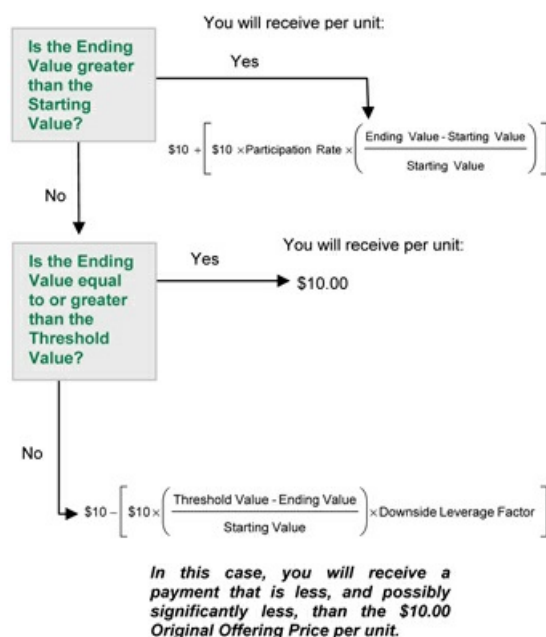 You will receive per unit:
Is the Ending
Value greater
than the
Starting
Value?
Yes
$10 + [ $10 × Participation Rate × ( Ending Value - Starting Value
Starting Value ) ]
No
Is the Ending
Value equal
to or greater
than the
Threshold
Value?
Yes
You will receive per unit:
$10.00
No
$10 – [ $10 × ( Threshold Value - Ending Value
Starting Value ) × Downside Leverage Factor ]
In this case, you will receive a
payment that is less, and possibly
significantly less, than the $10.00
Original Offering Price per unit.